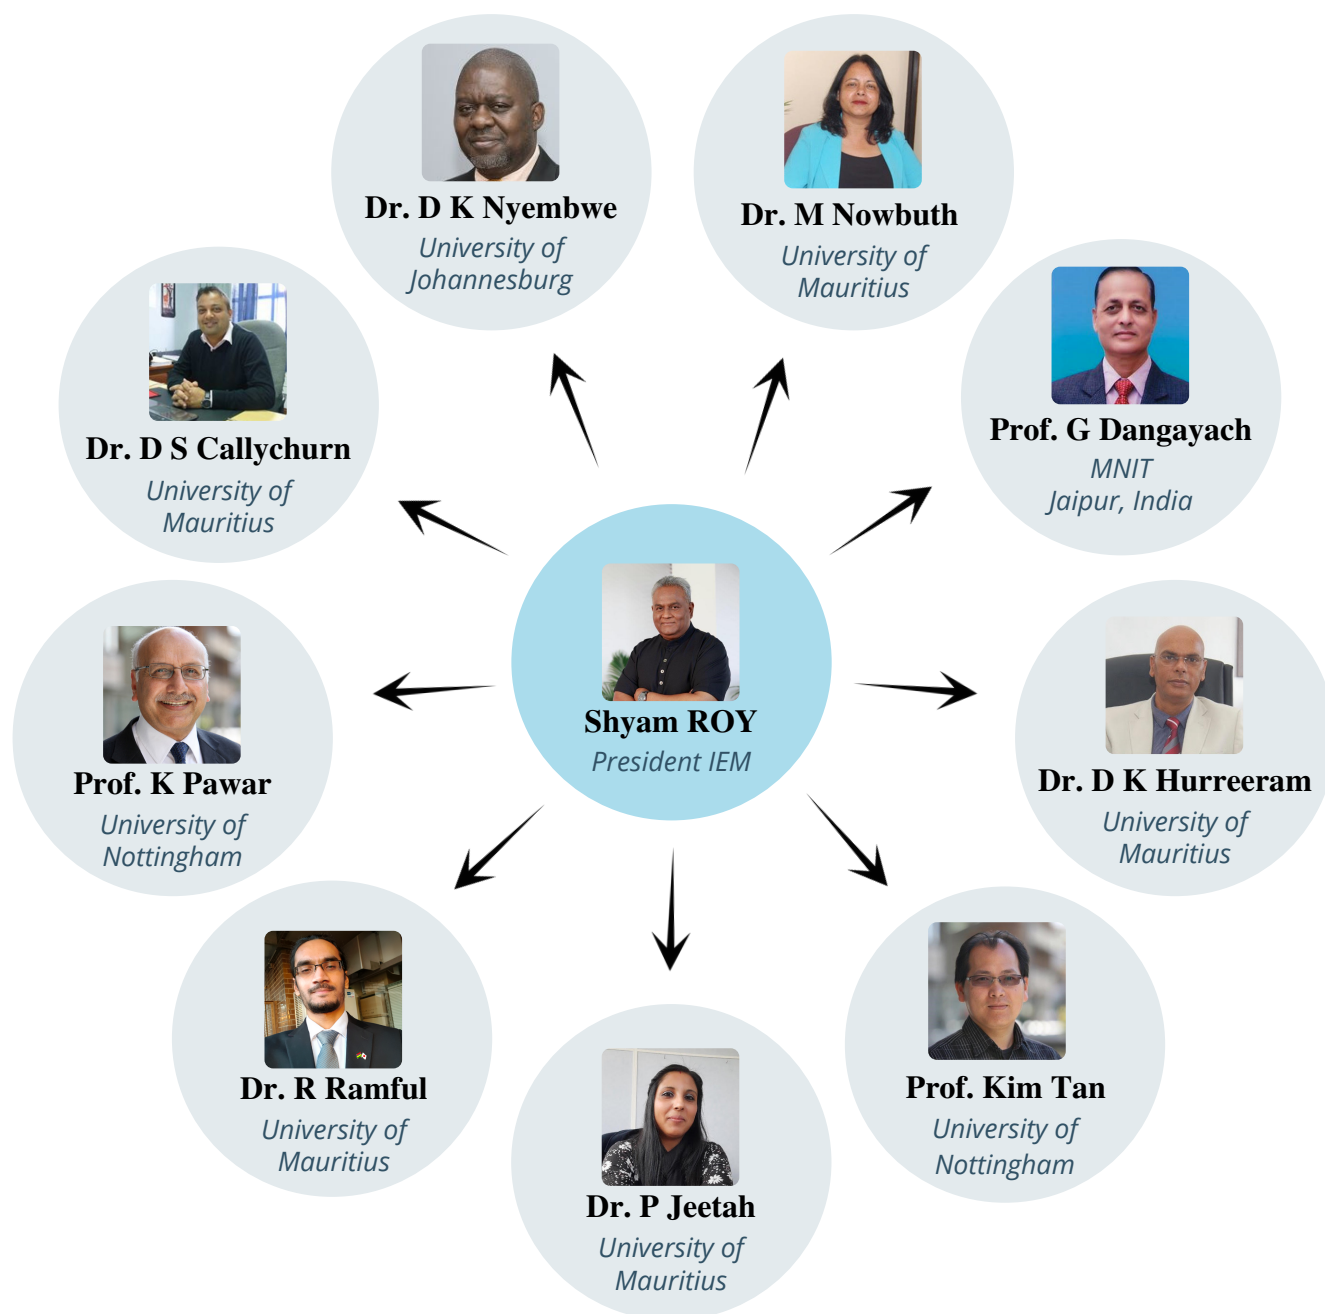 Dr. D K Nyembwe
University of
Johannesburg
Dr. M Nowbuth
University of
Mauritius
Dr. D S Callychurn
University of
Mauritius
Prof. G Dangayach
MNIT
Jaipur, India
Shyam ROY
President IEM
Prof. K Pawar
University of
Nottingham
Dr. D K Hurreeram
University of
Mauritius
Dr. R Ramful
University of
Mauritius
Prof. Kim Tan
University of
Nottingham
Dr. P Jeetah
University of
Mauritius